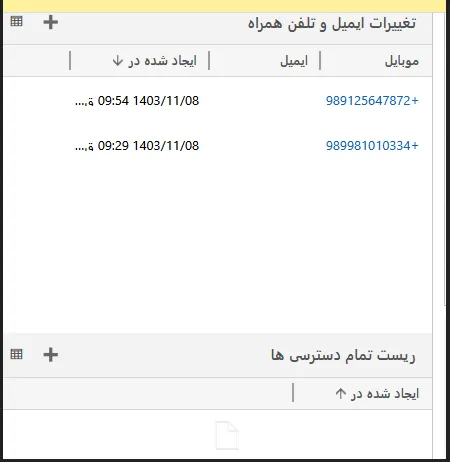 تغییرات ایمیل و تلفن همراه
موبایل ایمیل ایجاد شده در ↓
989125647872+ 1403/11/08 09:54 ق...
989981010334+ 1403/11/08 09:29 ق...
ریست تمام دسترسی ها
ایجاد شده در ↑